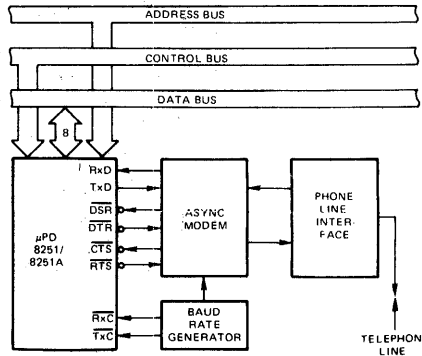 ADDRESS BUS
CONTROL BUS
DATA BUS
8
RxD
TxD
DSR
DTR
CTS
RTS
RxC
TxC
µPD
8251/
8251A
ASYNC
MODEM
PHONE
LINE
INTER-
FACE
BAUD
RATE
GENERATOR
TELEPHON
LINE